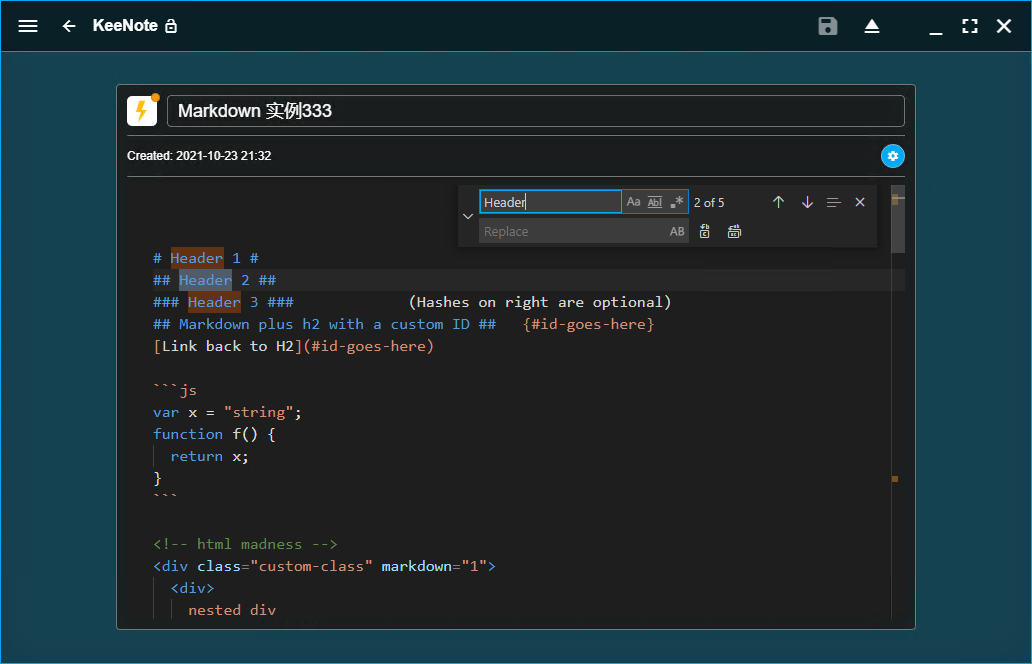 KeeNote
Markdown 实例333
Created: 2021-10-23 21:32
Header Aa Abl .* 2 of 5
Replace AB
# Header 1 #
## Header 2 ##
### Header 3 ### (Hashes on right are optional)
## Markdown plus h2 with a custom ID ## {#id-goes-here}
[Link back to H2](#id-goes-here)
```js
var x = "string";
function f() {
return x;
}
```
<!-- html madness -->
<div class="custom-class" markdown="1">
<div>
nested div